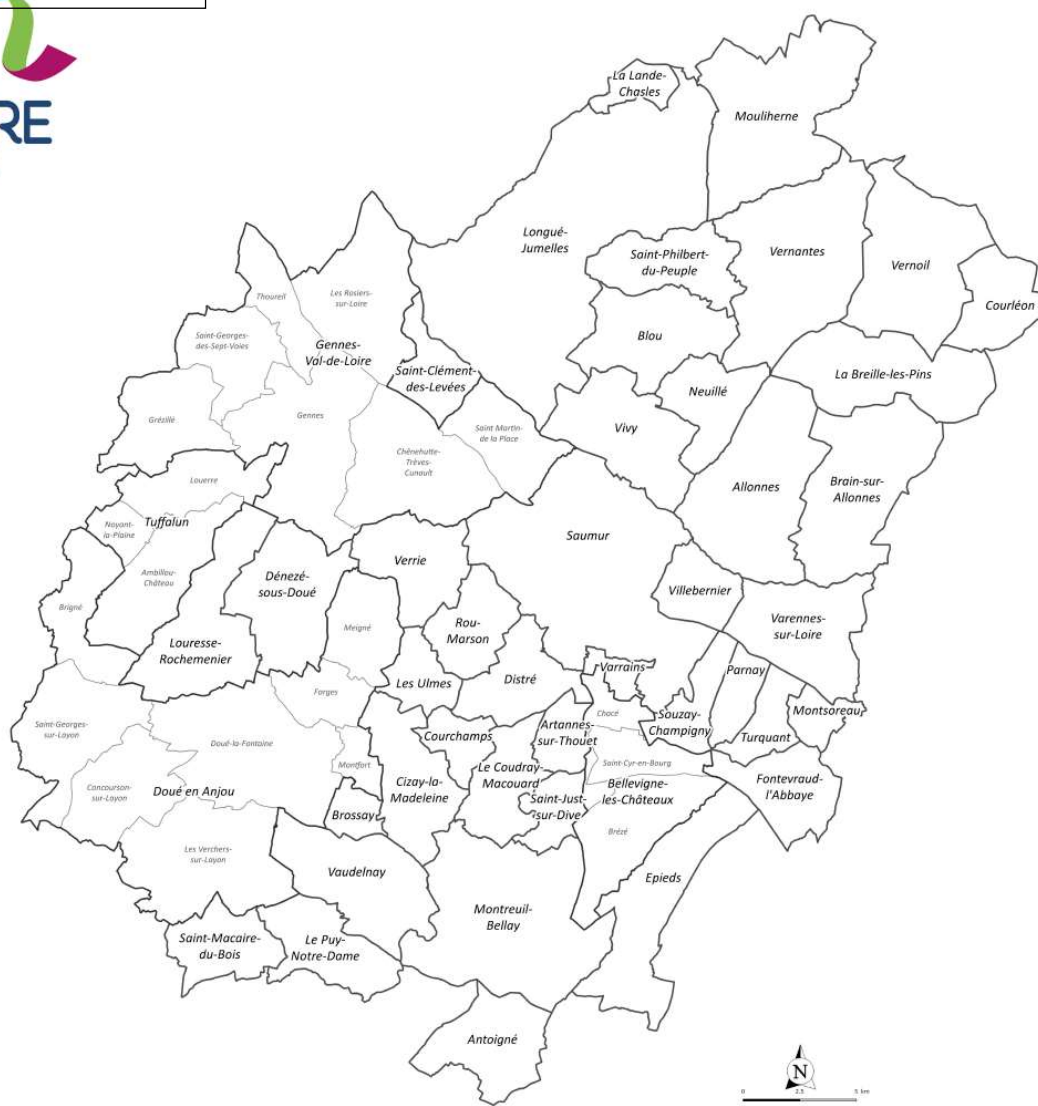 RE
La Lande-
Chasles
Mouliherne
Longué-
Jumelles
Saint-Philbert-
du-Peuple
Vernantes
Vernoil
Courléon
Thoureil
Les Rosiers-
sur-Loire
Saint-Georges-
des-Sept-Voies
Gennes-
Val-de-Loire
Blou
Saint-Clément-
des-Levées
La Breille-les-Pins
Neuillé
Grézillé
Gennes
Saint Martin-
de la Place
Vivy
Chênehutte-
Trèves-
Cunault
Louerre
Allonnes
Brain-sur-
Allonnes
Noyant-
la-Plaine
Tuffalun
Saumur
Verrie
Ambillou-
Château
Dénezé-
sous-Doué
Villebernier
Brigné
Meigné
Rou-
Marson
Varennes-
sur-Loire
Louresse-
Rochemenier
Les Ulmes
Distré
Varrains
Parnay
Forges
Saint-Georges-
sur-Layon
Doué-la-Fontaine
Courchamps
Artannes-
sur-Thouet
Chacé
Souzay-
Champigny
Turquant
Montsoreau
Montfort
Concourson-
sur-Layon
Doué en Anjou
Cizay-la-
Madeleine
Le Coudray-
Macouard
Saint-Cyr-en-Bourg
Bellevigne-
les-Châteaux
Fontevraud-
l'Abbaye
Brossay
Saint-Just-
sur-Dive
Brézé
Les Verchers-
sur-Layon
Vaudelnay
Epieds
Montreuil-
Bellay
Saint-Macaire-
du-Bois
Le Puy-
Notre-Dame
Antoigné
N
0 2.5 5 km